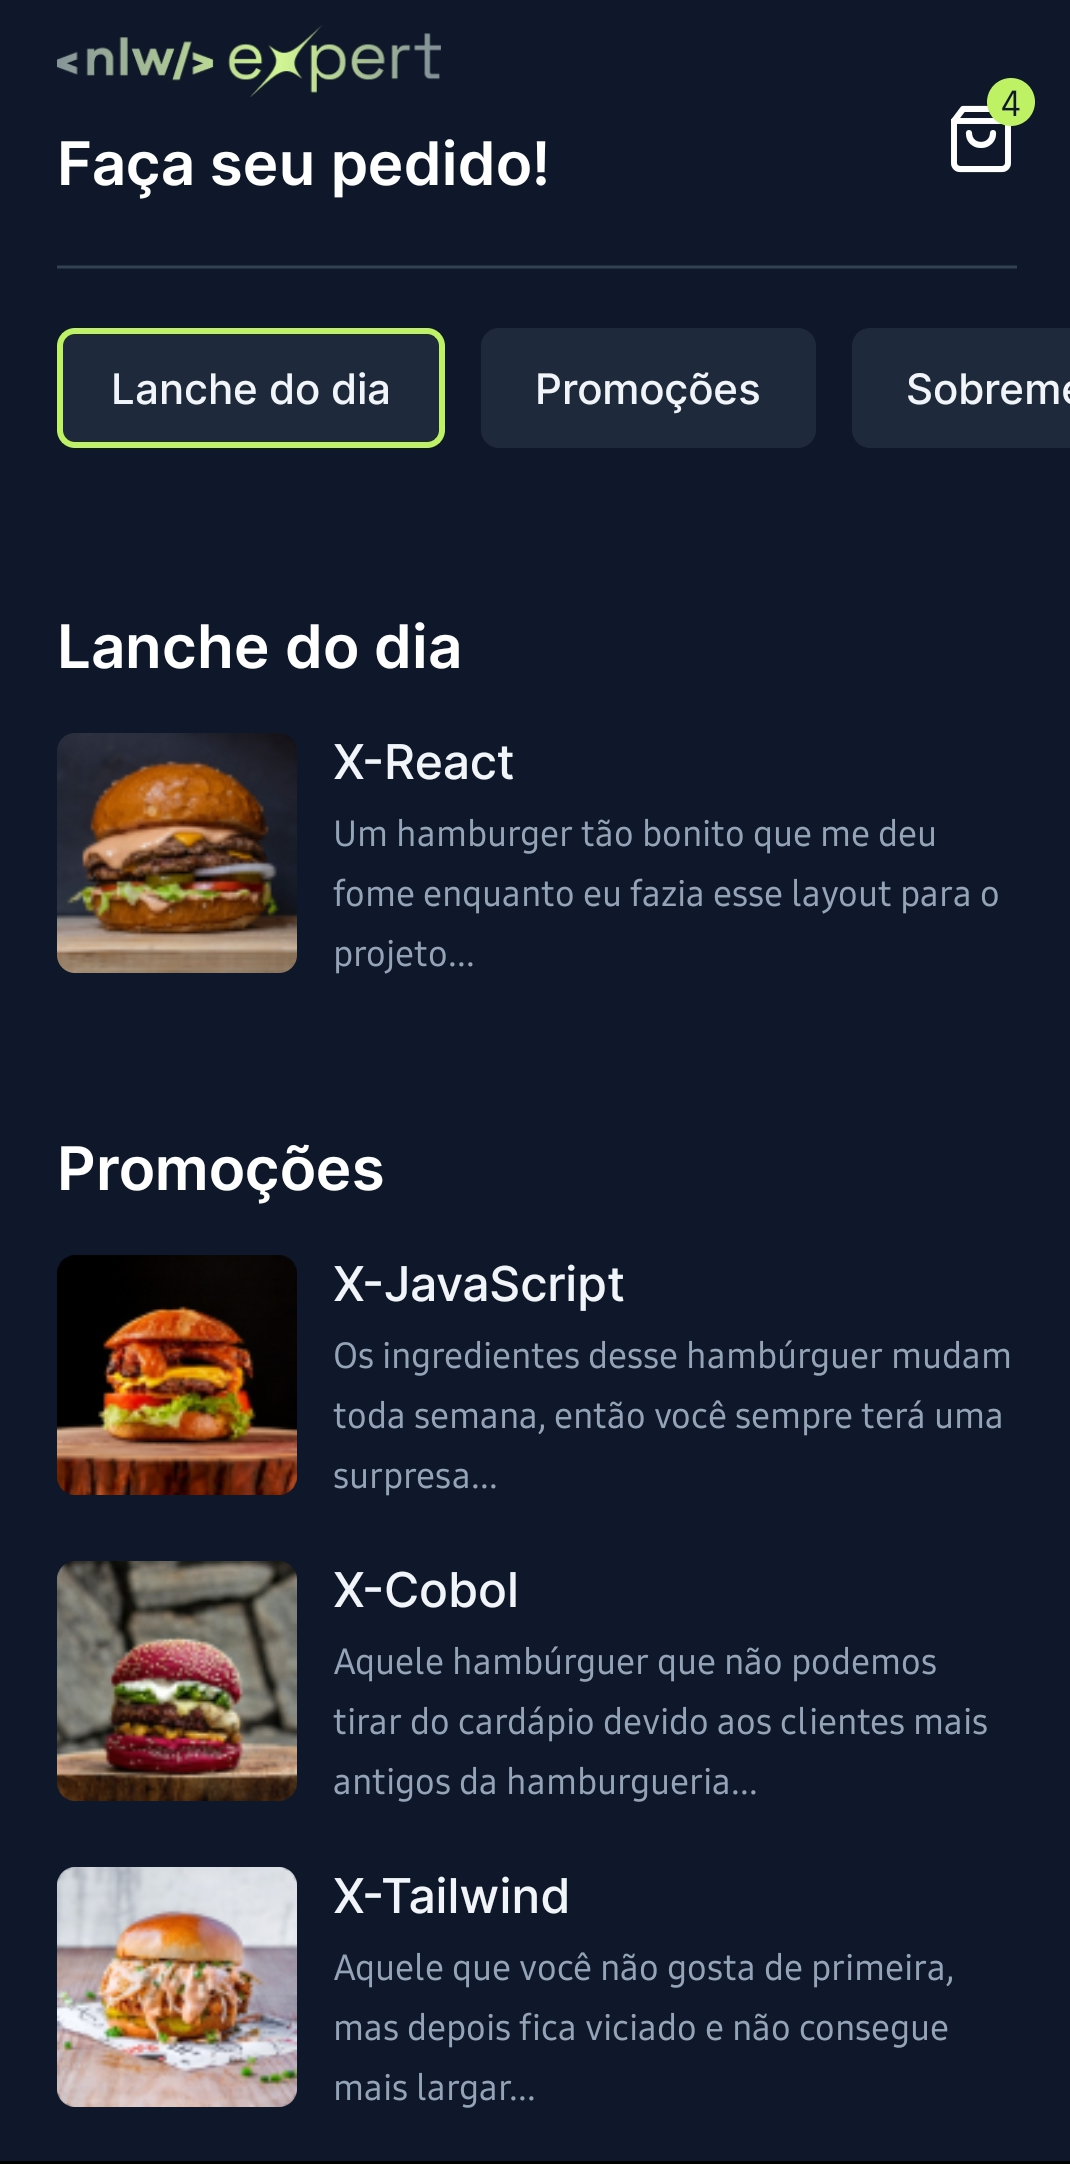 <nlw/> expert
4
Faça seu pedido!
Lanche do dia
Promoções
Sobreme
Lanche do dia
X-React
Um hamburger tão bonito que me deu
fome enquanto eu fazia esse layout para o
projeto...
Promoções
X-JavaScript
Os ingredientes desse hambúrguer mudam
toda semana, então você sempre terá uma
surpresa...
X-Cobol
Aquele hambúrguer que não podemos
tirar do cardápio devido aos clientes mais
antigos da hamburgueria...
X-Tailwind
Aquele que você não gosta de primeira,
mas depois fica viciado e não consegue
mais largar...